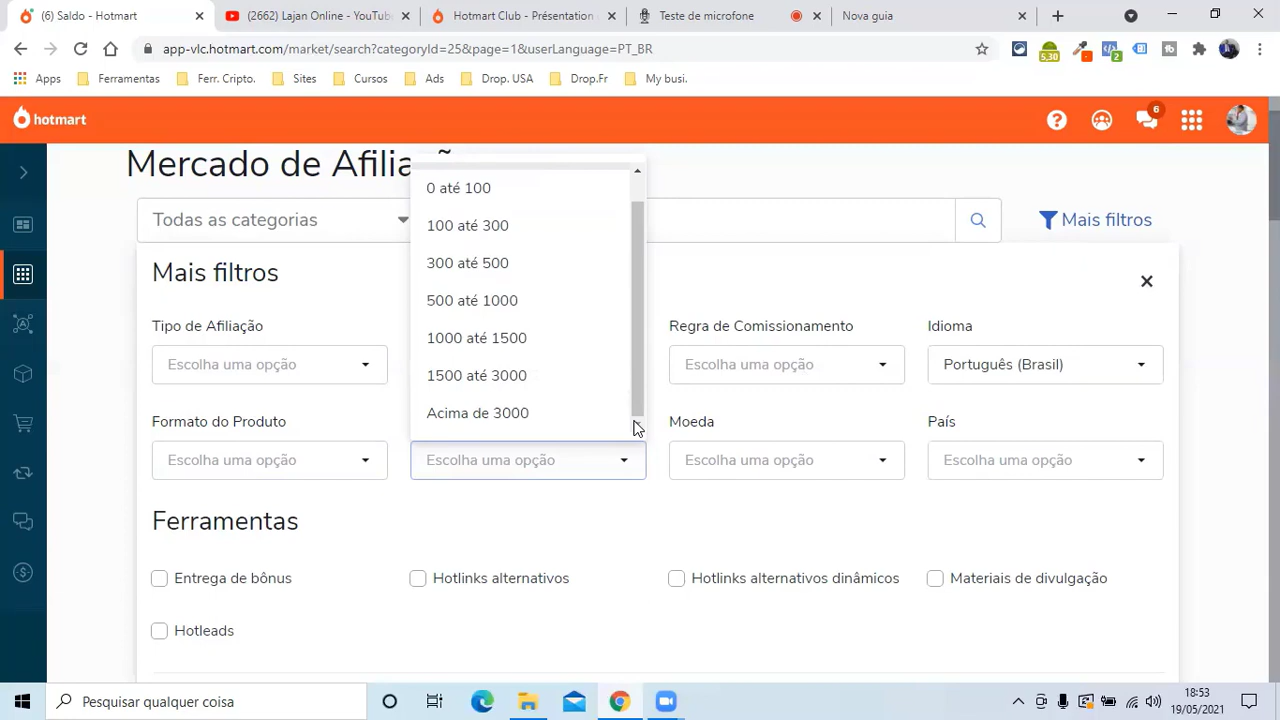 (6) Saldo - Hotmart
(2662) Lajan Online - YouTub
Hotmart Club - Présentation
Teste de microfone
Nova guia
app-vlc.hotmart.com/market/search?categoryId=25&page=1&userLanguage=PT_BR
5,30
2
Apps
Ferramentas
Ferr. Cripto.
Sites
Cursos
Ads
Drop. USA
Drop.Fr
My busi.
hotmart
6
Mercado de Afilia
Todas as categorias
Mais filtros
0 até 100
100 até 300
300 até 500
500 até 1000
1000 até 1500
1500 até 3000
Acima de 3000
Mais filtros
Tipo de Afiliação
Regra de Comissionamento
Idioma
Escolha uma opção
Escolha uma opção
Português (Brasil)
Formato do Produto
Moeda
País
Escolha uma opção
Escolha uma opção
Escolha uma opção
Escolha uma opção
Ferramentas
Entrega de bônus
Hotlinks alternativos
Hotlinks alternativos dinâmicos
Materiais de divulgação
Hotleads
Pesquisar qualquer coisa
18:53
19/05/2021